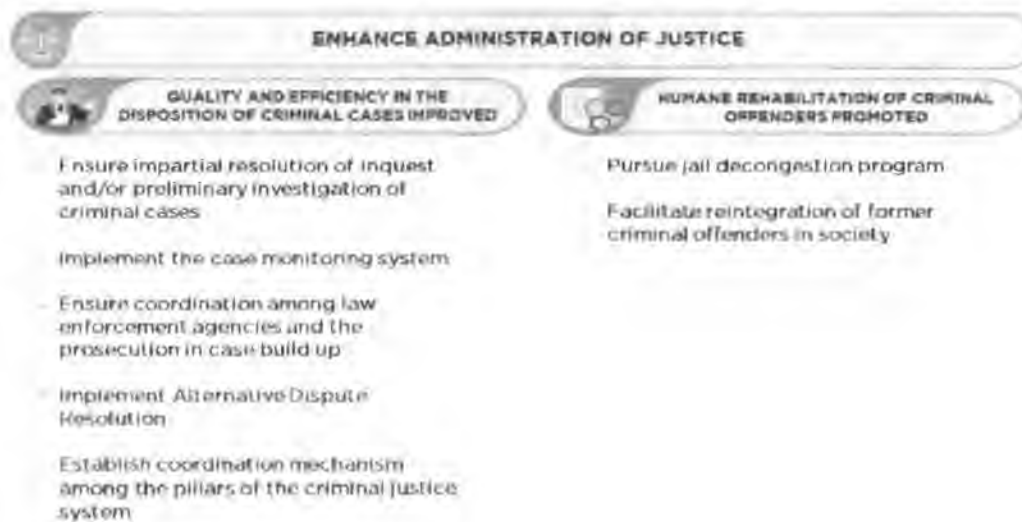 ENHANCE ADMINISTRATION OF JUSTICE
QUALITY AND EFFICIENCY IN THE
DISPOSITION OF CRIMINAL CASES IMPROVED
Ensure impartial resolution of inquest
and/or preliminary investigation of
criminal cases
Implement the case monitoring system
Ensure coordination among law
enforcement agencies and the
prosecution in case build up
Implement Alternative Dispute
Resolution
Establish coordination mechanism
among the pillars of the criminal justice
system
HUMANE REHABILITATION OF CRIMINAL
OFFENDERS PROMOTED
Pursue jail decongestion program
Facilitate reintegration of former
criminal offenders in society